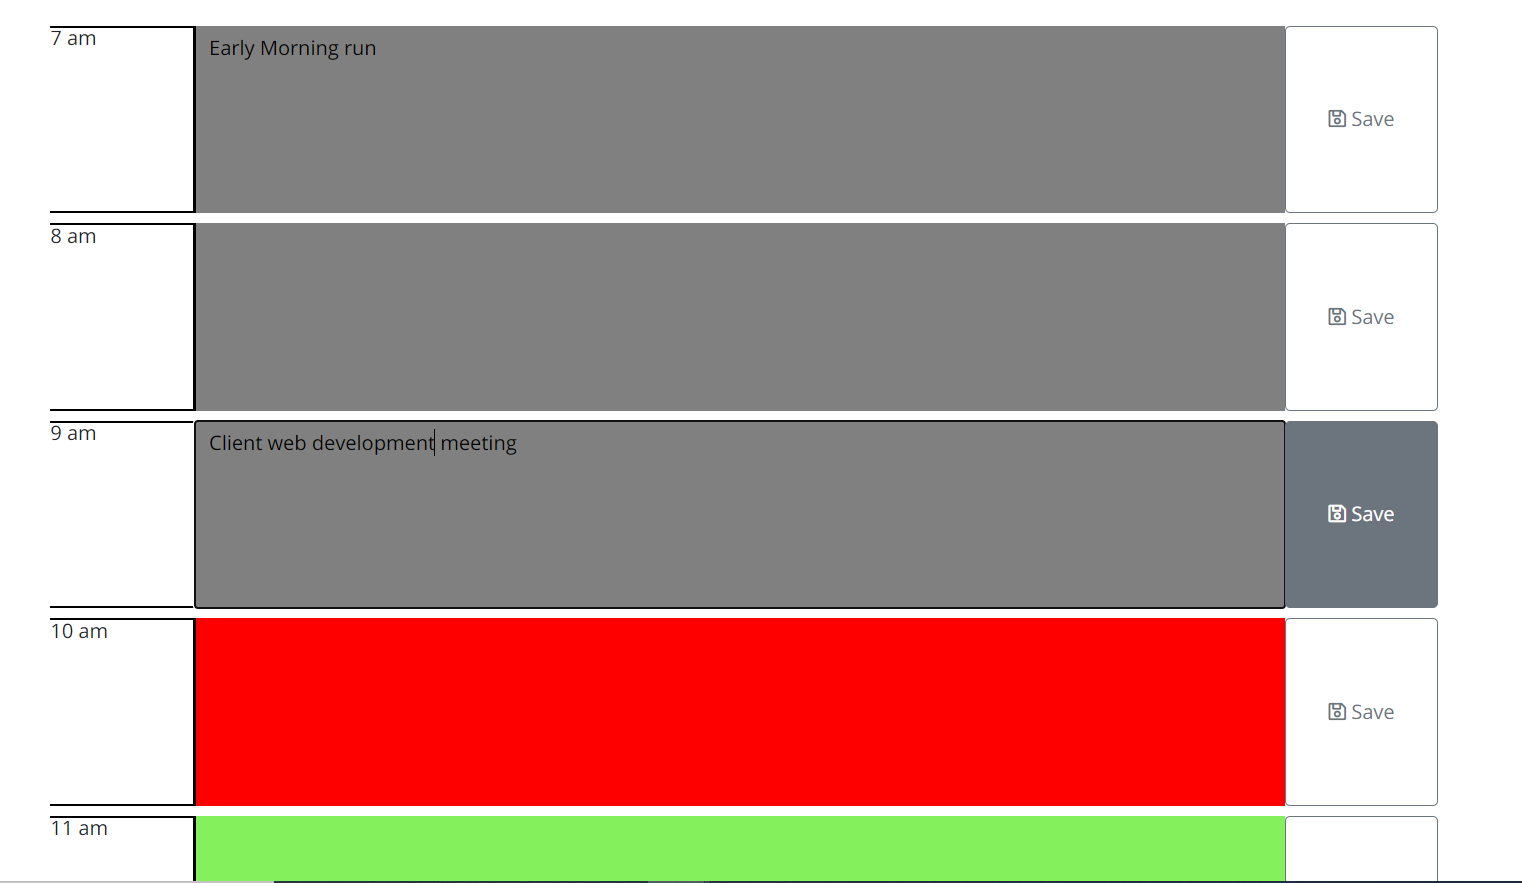 7 am
Early Morning run
Save
8 am
Save
9 am
Client web development meeting
Save
10 am
Save
11 am